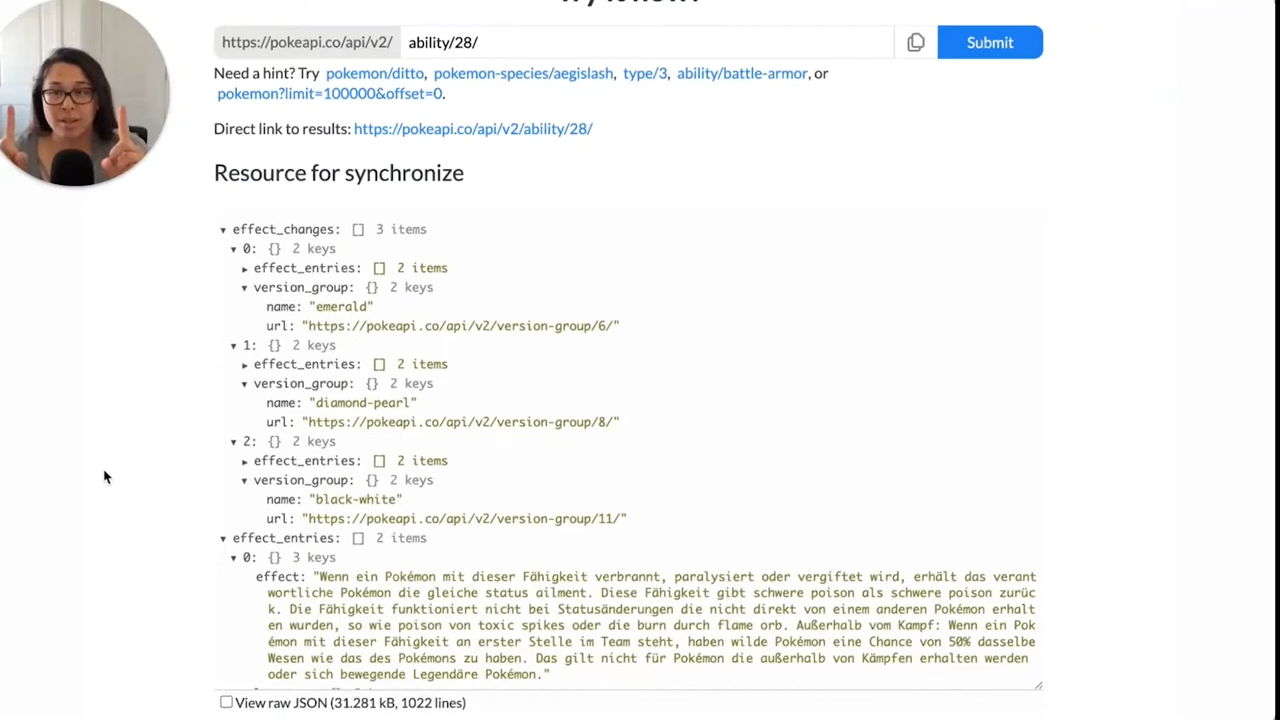 https://pokeapi.co/api/v2/ ability/28/ Submit
Need a hint? Try pokemon/ditto, pokemon-species/aegislash, type/3, ability/battle-armor, or
pokemon?limit=100000&offset=0.
Direct link to results: https://pokeapi.co/api/v2/ability/28/
Resource for synchronize
▼ effect_changes: [] 3 items
▼ 0: {} 2 keys
► effect_entries: [] 2 items
▼ version_group: {} 2 keys
name: "emerald"
url: "https://pokeapi.co/api/v2/version-group/6/"
▼ 1: {} 2 keys
► effect_entries: [] 2 items
▼ version_group: {} 2 keys
name: "diamond-pearl"
url: "https://pokeapi.co/api/v2/version-group/8/"
▼ 2: {} 2 keys
► effect_entries: [] 2 items
▼ version_group: {} 2 keys
name: "black-white"
url: "https://pokeapi.co/api/v2/version-group/11/"
▼ effect_entries: [] 2 items
▼ 0: {} 3 keys
effect: "Wenn ein Pokémon mit dieser Fähigkeit verbrannt, paralysiert oder vergiftet wird, erhält das verant
wortliche Pokémon die gleiche status ailment. Diese Fähigkeit gibt schwere poison als schwere poison zurüc
k. Die Fähigkeit funktioniert nicht bei Statusänderungen die nicht direkt von einem anderen Pokémon erhalt
en wurden, so wie poison von toxic spikes oder die burn durch flame orb. Außerhalb vom Kampf: Wenn ein Pok
émon mit dieser Fähigkeit an erster Stelle im Team steht, haben wilde Pokémon eine Chance von 50% dasselbe
Wesen wie das des Pokémons zu haben. Das gilt nicht für Pokémon die außerhalb von Kämpfen erhalten werden
oder sich bewegende Legendäre Pokémon."
View raw JSON (31.281 kB, 1022 lines)